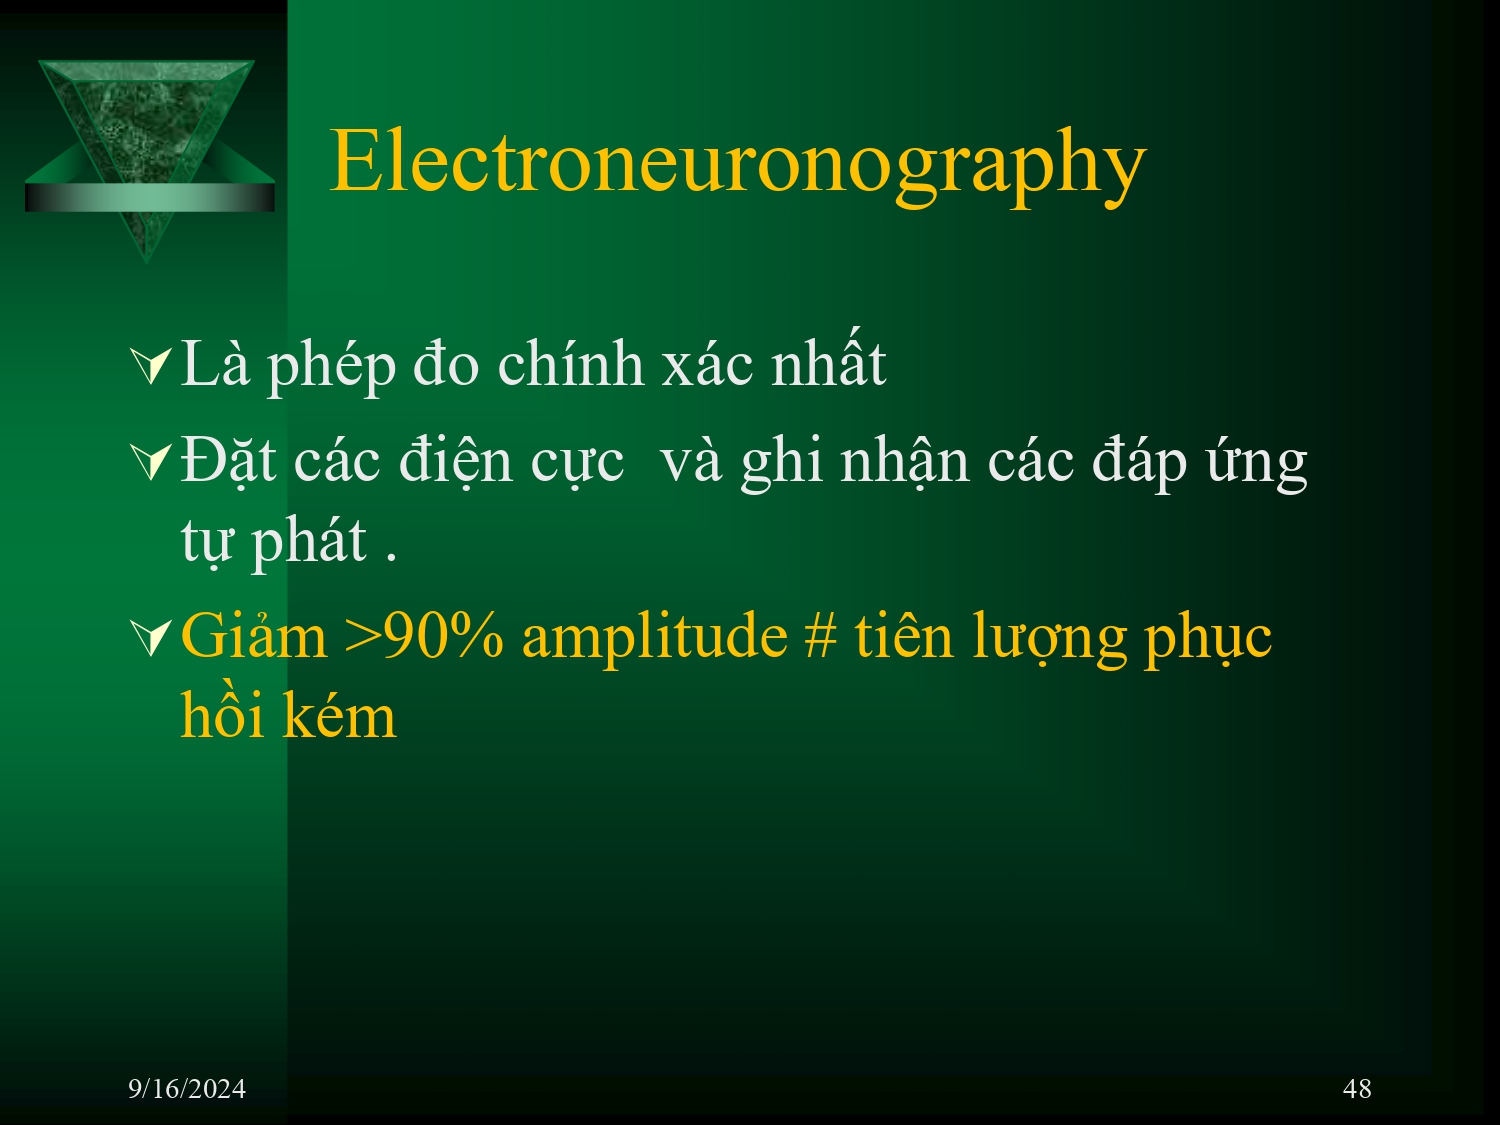 Electroneuronography
Là phép đo chính xác nhất
Đặt các điện cực và ghi nhận các đáp ứng
tự phát .
Giảm >90% amplitude # tiên lượng phục
hồi kém
9/16/2024
48